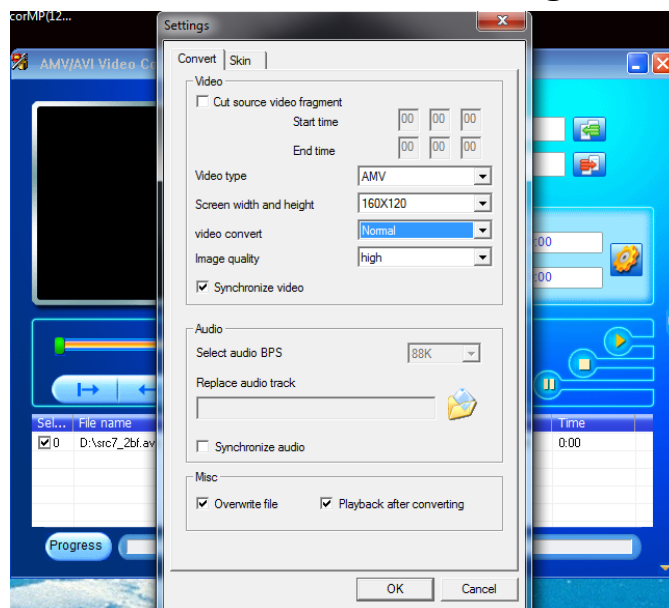 corMP(12...
Settings
AMV/AVI Video Co
Convert Skin
Video
Cut source video fragment
Start time 00 00 00
End time 00 00 00
Video type AMV
Screen width and height 160X120
video convert Normal
Image quality high
Synchronize video
:00
:00
Audio
Select audio BPS 88K
Replace audio track
Synchronize audio
Sel... File name Time
0 D:\src7_2bf.av 0:00
Misc
Overwrite file Playback after converting
Progress
OK Cancel